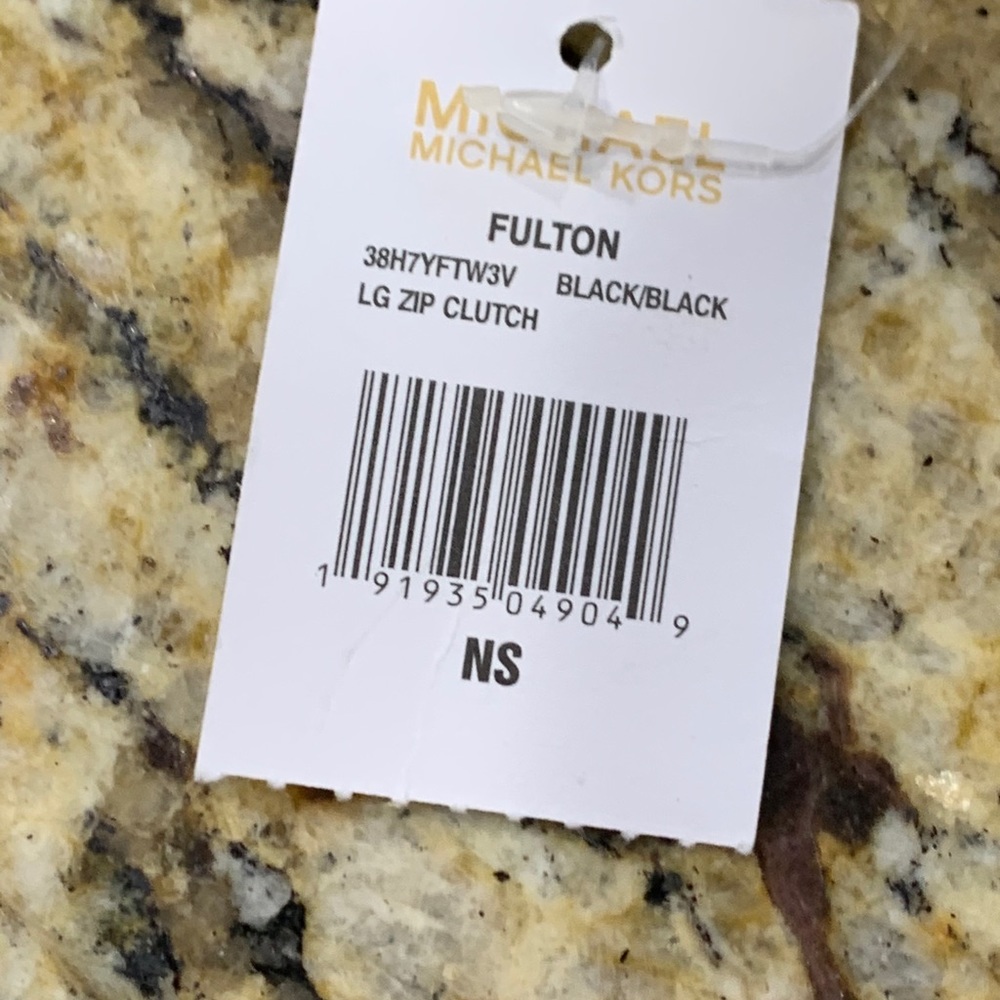 MICHAEL
MICHAEL KORS
FULTON
38H7YFTW3V BLACK/BLACK
LG ZIP CLUTCH
1 91935 04904 9
NS